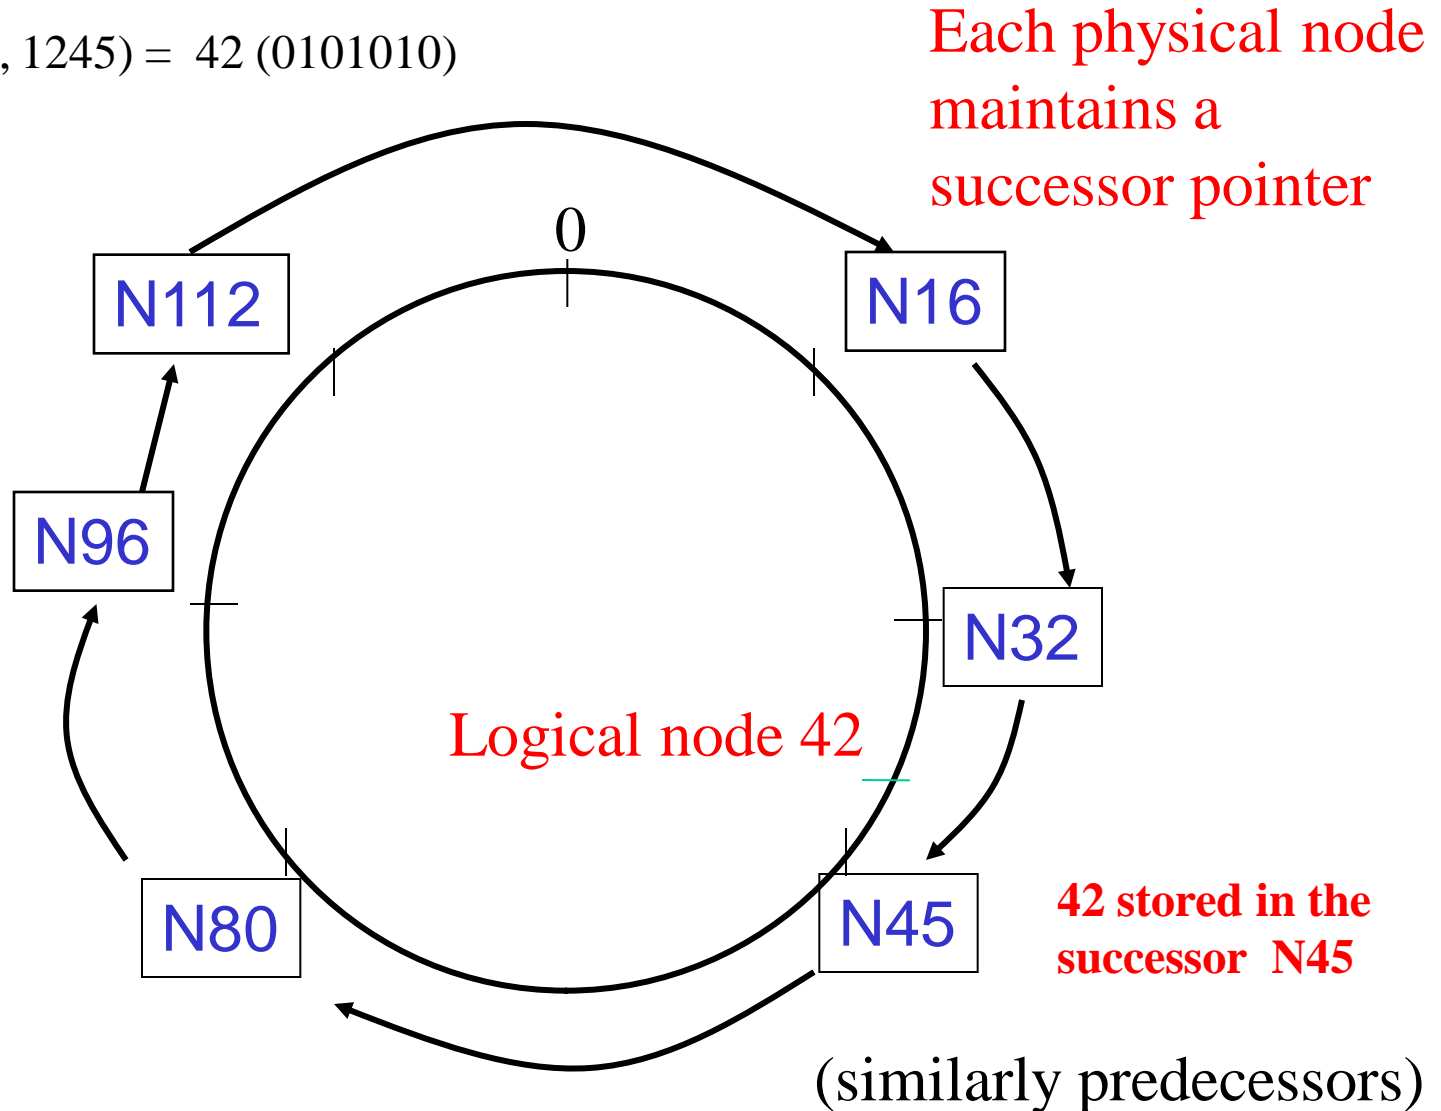 , 1245) = 42 (0101010)
Each physical node
maintains a
successor pointer
0
N112
N16
N96
N32
Logical node 42
N80
N45
42 stored in the
successor N45
(similarly predecessors)